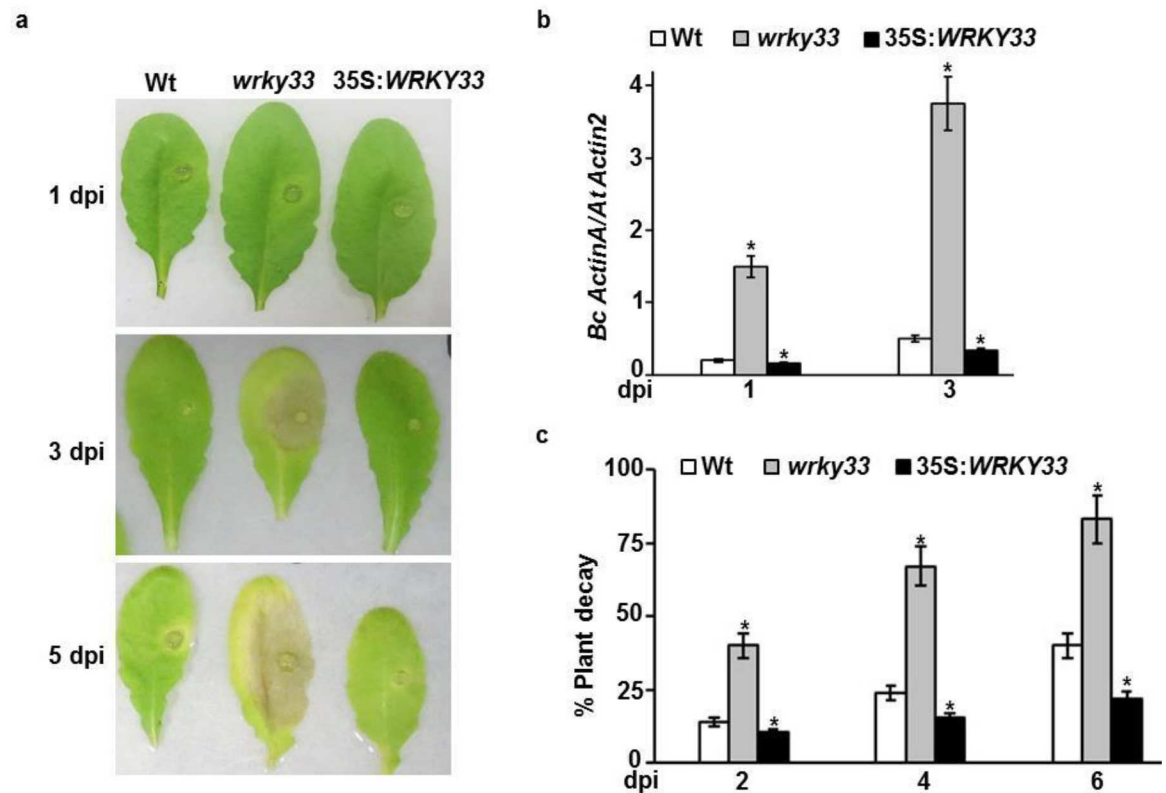 a
Wt wrky33 35S:WRKY33
1 dpi
3 dpi
5 dpi
b
Wt wrky33 35S:WRKY33
Bc ActinA/At Actin2
4
3
2
1
0
* * * *
dpi 1 3
c
Wt wrky33 35S:WRKY33
% Plant decay
100
75
50
25
0
* * * * * *
dpi 2 4 6